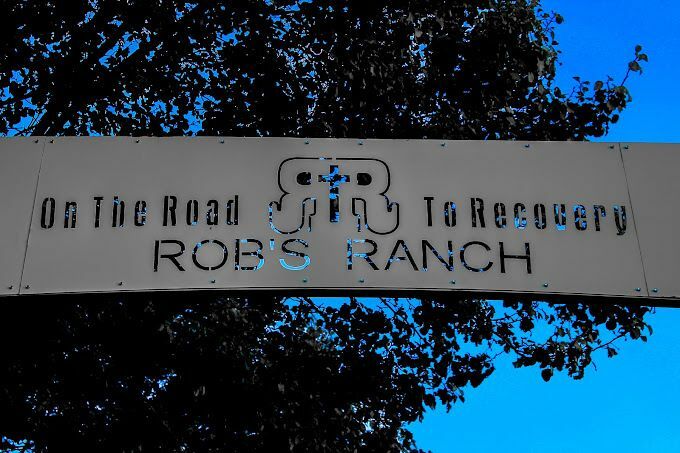 On The Road To Recovery
ROB'S RANCH